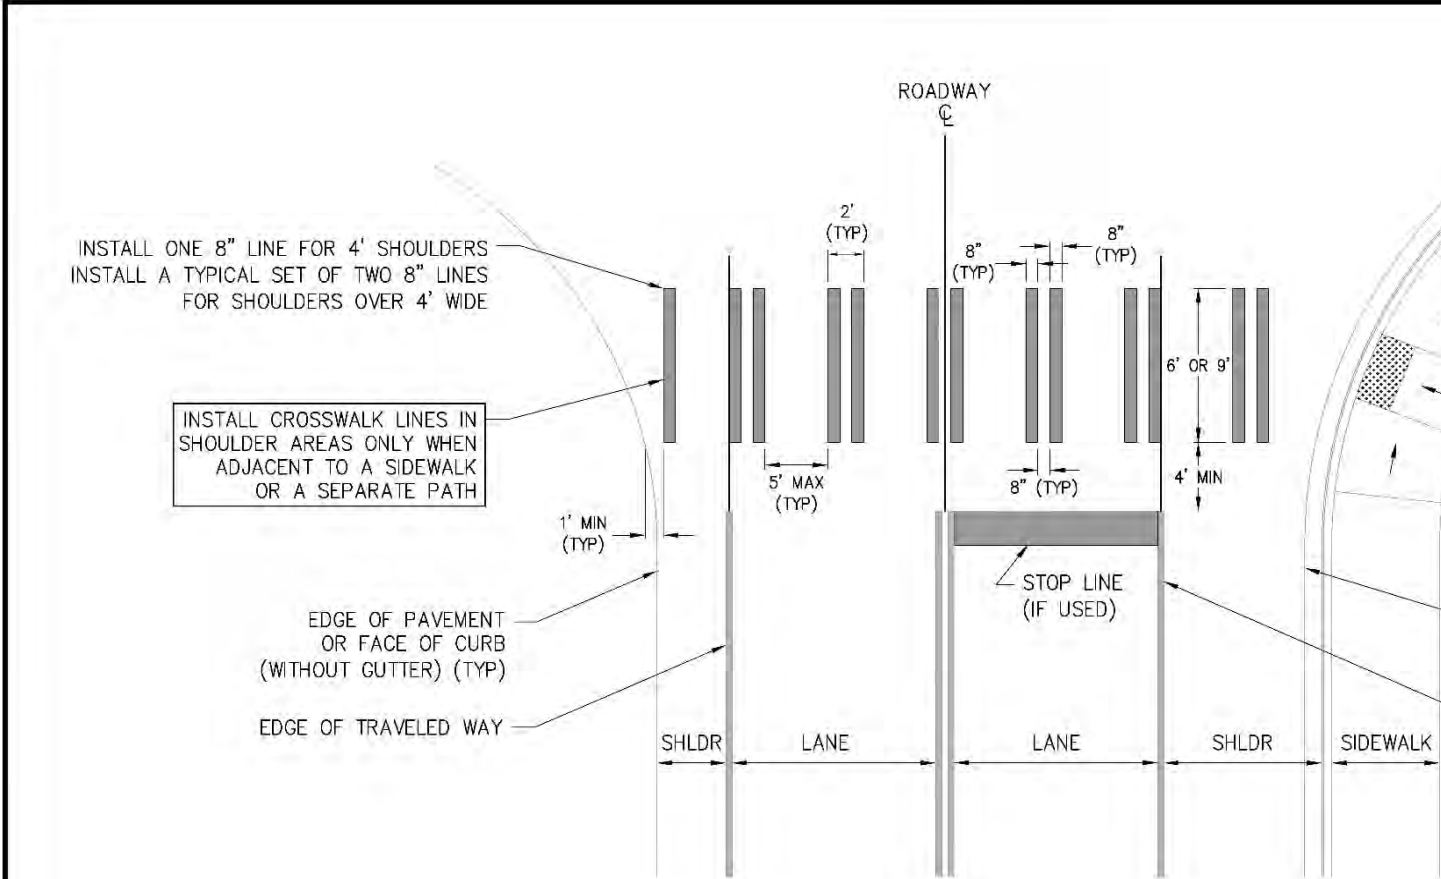 ROADWAY
℄
2'
(TYP)
8"
(TYP)
8"
(TYP)
INSTALL ONE 8" LINE FOR 4' SHOULDERS
INSTALL A TYPICAL SET OF TWO 8" LINES
FOR SHOULDERS OVER 4' WIDE
6' OR 9'
INSTALL CROSSWALK LINES IN
SHOULDER AREAS ONLY WHEN
ADJACENT TO A SIDEWALK
OR A SEPARATE PATH
5' MAX
(TYP)
8" (TYP)
4' MIN
1' MIN
(TYP)
STOP LINE
(IF USED)
EDGE OF PAVEMENT
OR FACE OF CURB
(WITHOUT GUTTER) (TYP)
EDGE OF TRAVELED WAY
SHLDR
LANE
LANE
SHLDR
SIDEWALK